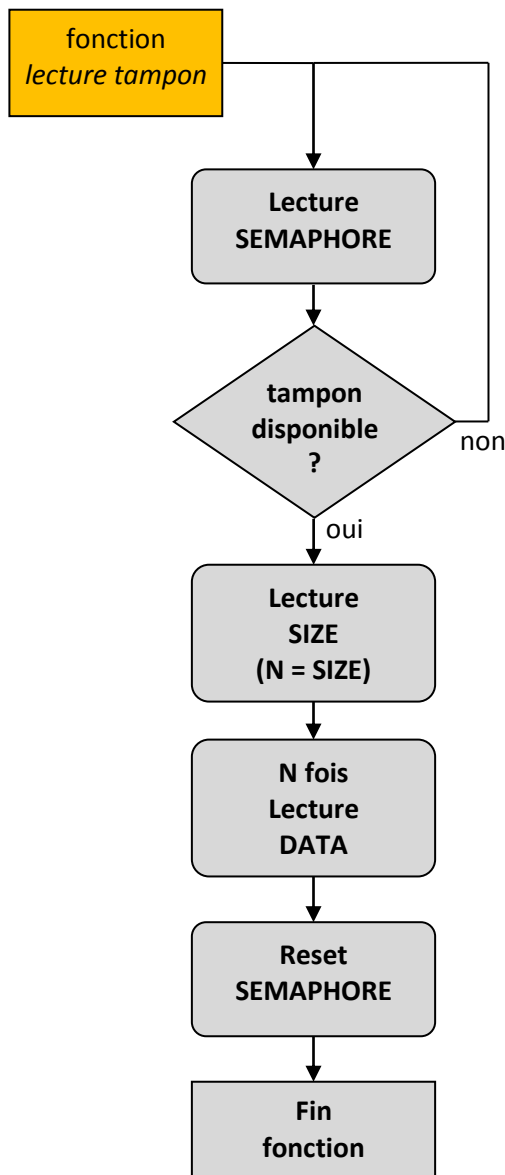 fonction
lecture tampon
Lecture
SEMAPHORE
tampon
disponible
?
non
oui
Lecture
SIZE
(N = SIZE)
N fois
Lecture
DATA
Reset
SEMAPHORE
Fin
fonction